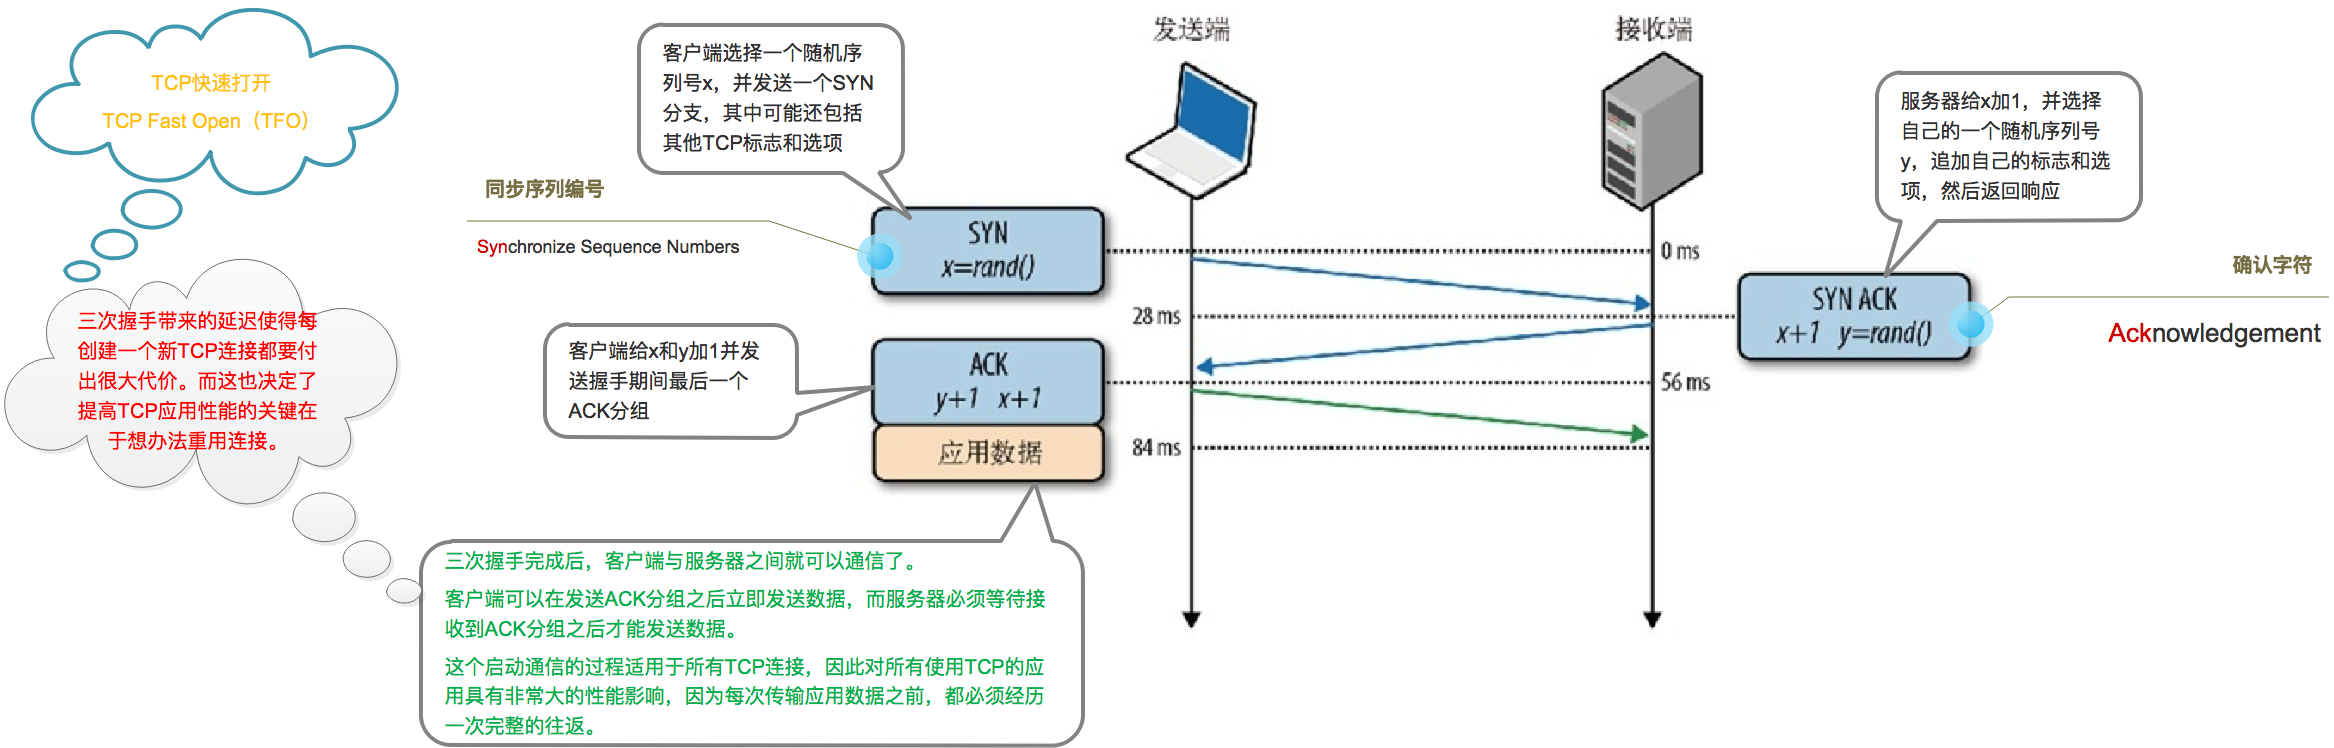 TCP快速打开
TCP Fast Open（TFO）
三次握手带来的延迟使得每
创建一个新TCP连接都要付
出很大代价。而这也决定了
提高TCP应用性能的关键在
于想办法重用连接。
同步序列编号
Synchronize Sequence Numbers
客户端选择一个随机序
列号x，并发送一个SYN
分支，其中可能还包括
其他TCP标志和选项
SYN
x=rand()
客户端给x和y加1并发
送握手期间最后一个
ACK分组
ACK
y+1 x+1
应用数据
三次握手完成后，客户端与服务器之间就可以通信了。
客户端可以在发送ACK分组之后立即发送数据，而服务器必须等待接
收到ACK分组之后才能发送数据。
这个启动通信的过程适用于所有TCP连接，因此对所有使用TCP的应
用具有非常大的性能影响，因为每次传输应用数据之前，都必须经历
一次完整的往返。
发送端
接收端
0 ms
28 ms
56 ms
84 ms
服务器给x加1，并选择
自己的一个随机序列号
y，追加自己的标志和选
项，然后返回响应
SYN ACK
x+1 y=rand()
确认字符
Acknowledgement